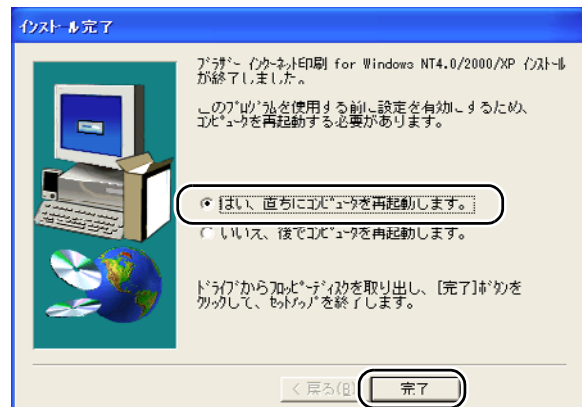 インストール完了
ブラザー インターネット印刷 for Windows NT4.0/2000/XP インストール
が終了しました。
このプログラムを使用する前に設定を有効にするため、
コンピュータを再起動する必要があります。
はい、直ちにコンピュータを再起動します。
いいえ、後でコンピュータを再起動します。
ドライブからフロッピーディスクを取り出し、[完了]ボタンを
クリックして、セットアップを終了します。
< 戻る(B)
完了